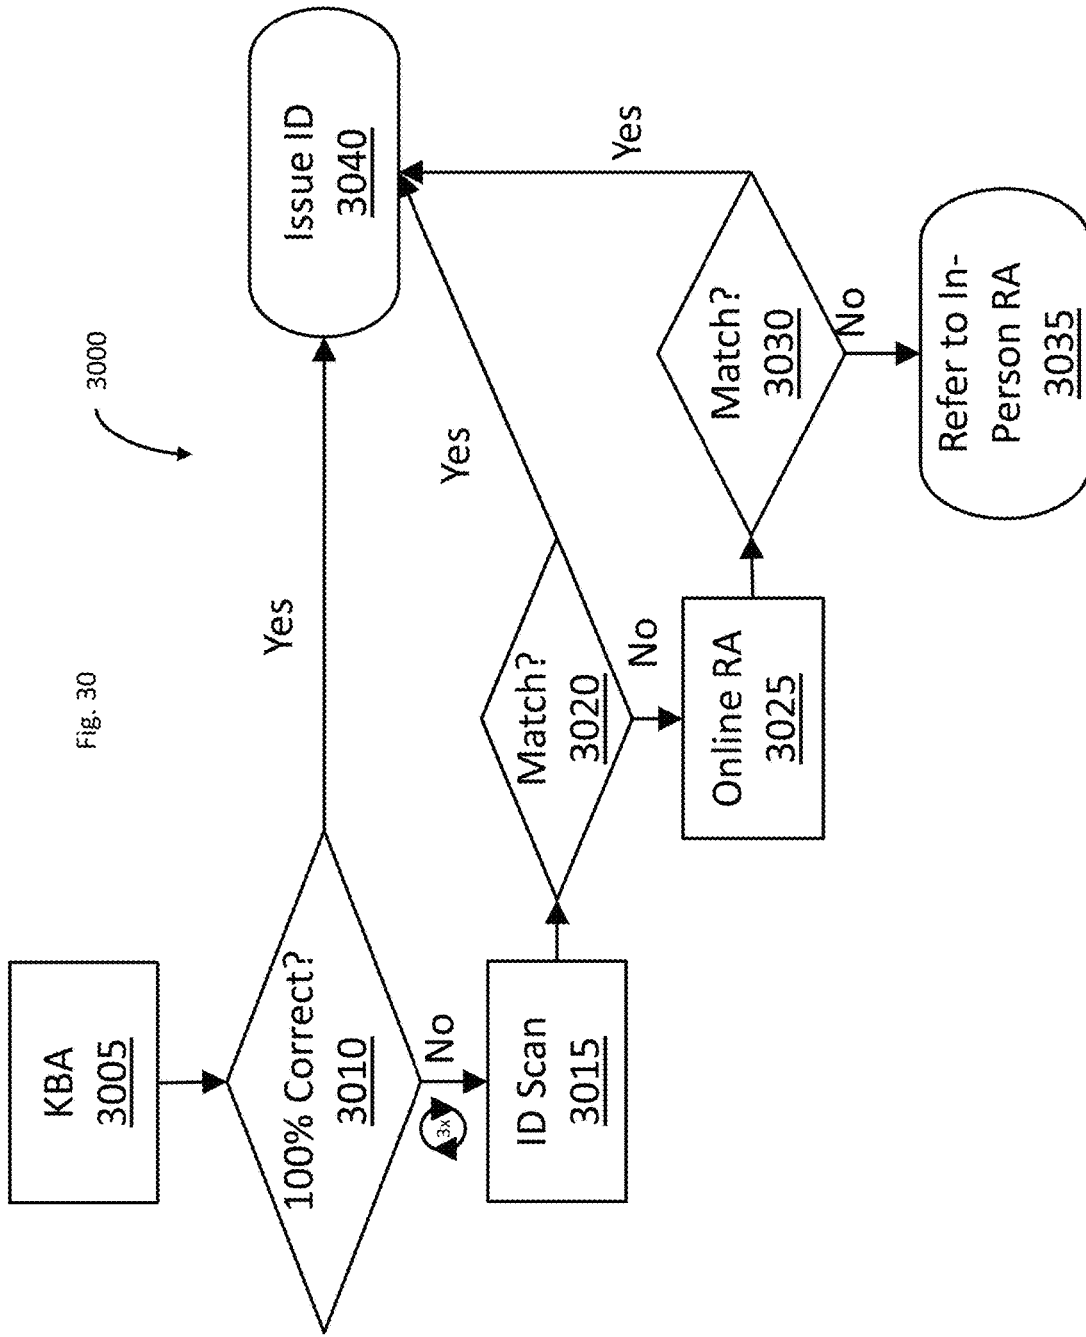 Fig. 30
3000
KBA
3005
100% Correct?
3010
Yes
Issue ID
3040
No
3x
ID Scan
3015
Match?
3020
Yes
No
Online RA
3025
Match?
3030
Yes
No
Refer to In-
Person RA
3035